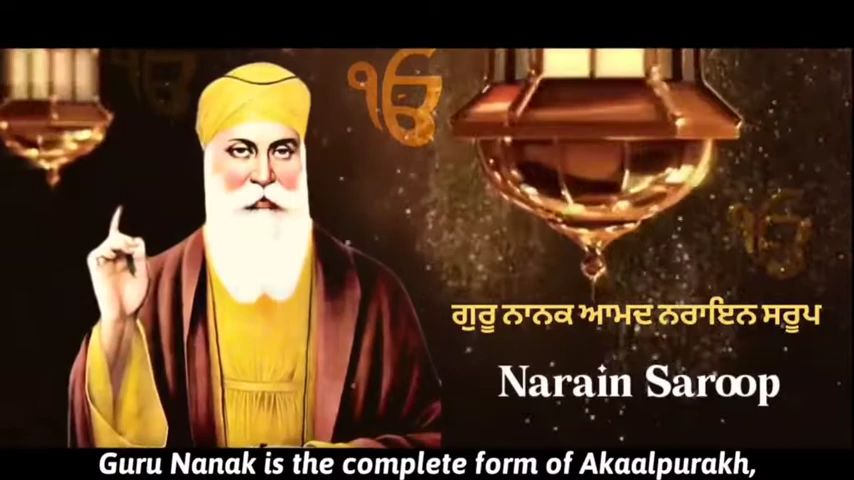 ੴ
ਗੁਰੂ ਨਾਨਕ ਆਮਦ ਨਰਾਇਨ ਸਰੂਪ
Narain Saroop
Guru Nanak is the complete form of Akaalpurakh,